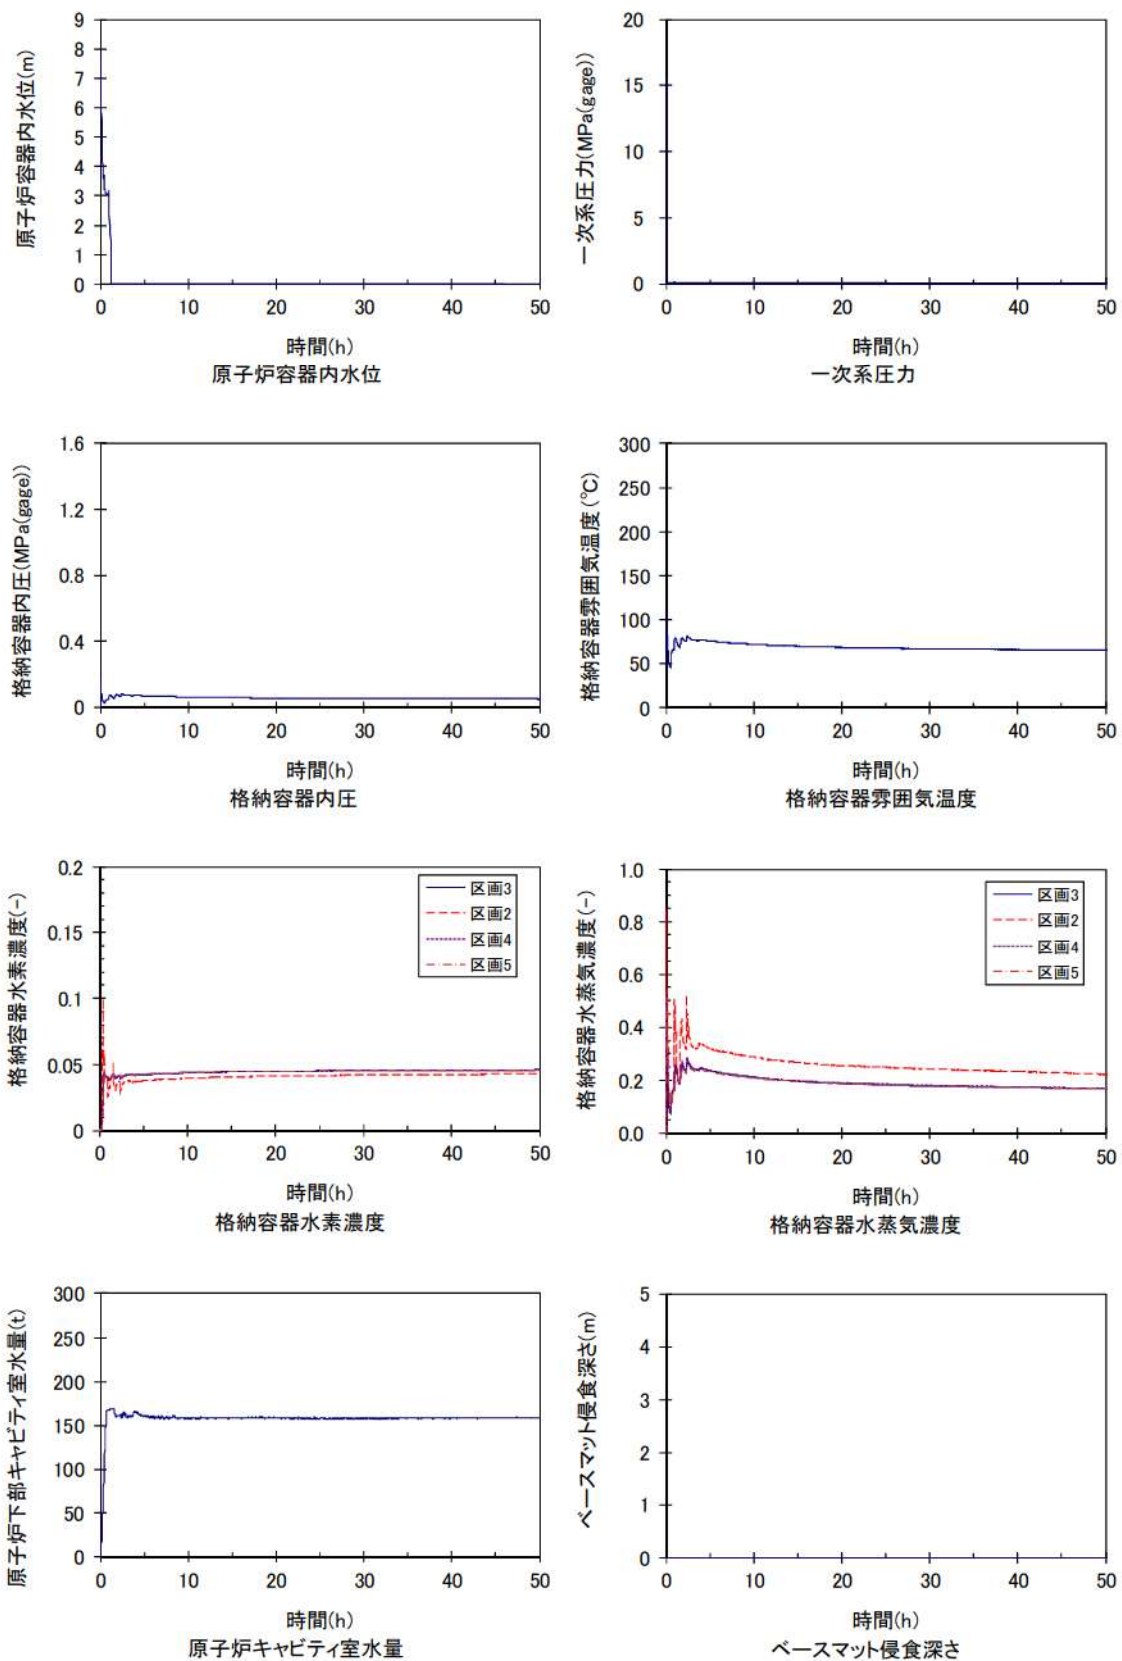 原子炉容器内水位(m)
9
8
7
6
5
4
3
2
1
0
0 10 20 30 40 50
時間(h)
原子炉容器内水位
一次系圧力(MPa(gage))
20
15
10
5
0
0 10 20 30 40 50
時間(h)
一次系圧力
格納容器内圧(MPa(gage))
1.6
1.2
0.8
0.4
0
0 10 20 30 40 50
時間(h)
格納容器内圧
格納容器雰囲気温度(℃)
300
250
200
150
100
50
0
0 10 20 30 40 50
時間(h)
格納容器雰囲気温度
格納容器水素濃度(-)
0.2
0.15
0.1
0.05
0
区画3
区画2
区画4
区画5
0 10 20 30 40 50
時間(h)
格納容器水素濃度
格納容器水蒸気濃度(-)
1.0
0.8
0.6
0.4
0.2
0.0
区画3
区画2
区画4
区画5
0 10 20 30 40 50
時間(h)
格納容器水蒸気濃度
原子炉下部キャビティ室水量(t)
300
250
200
150
100
50
0
0 10 20 30 40 50
時間(h)
原子炉キャビティ室水量
ベースマット侵食深さ(m)
5
4
3
2
1
0
0 10 20 30 40 50
時間(h)
ベースマット侵食深さ